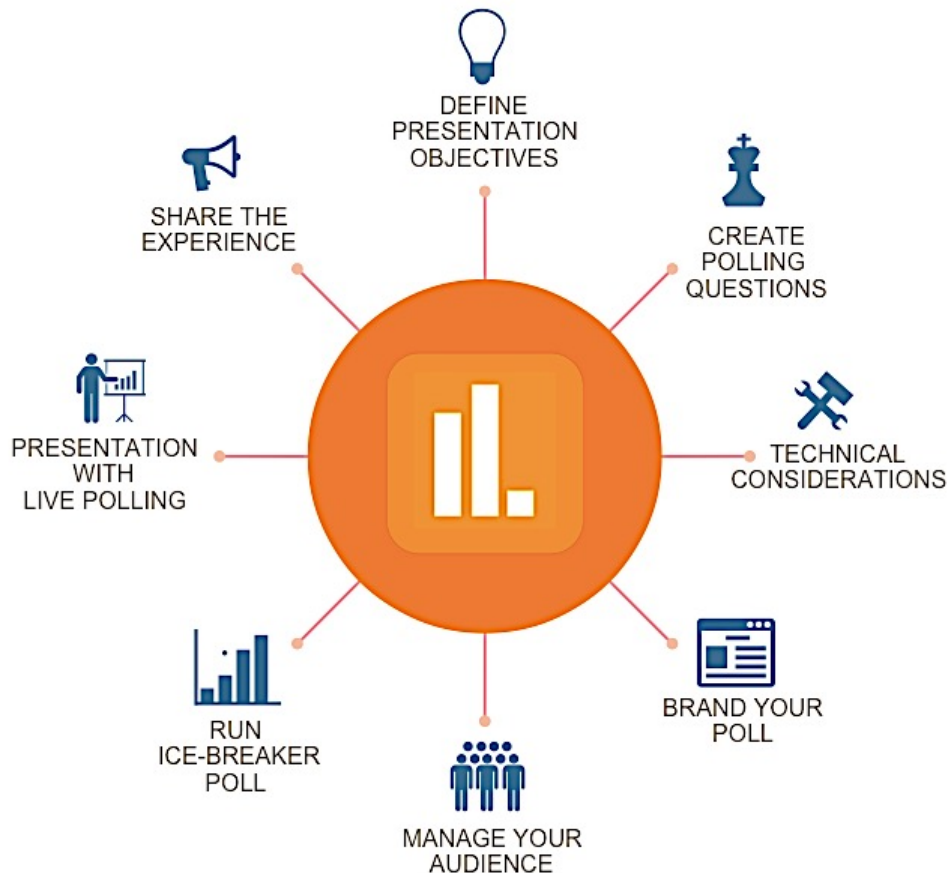 DEFINE
PRESENTATION
OBJECTIVES
CREATE
POLLING
QUESTIONS
TECHNICAL
CONSIDERATIONS
BRAND YOUR
POLL
MANAGE YOUR
AUDIENCE
RUN
ICE-BREAKER
POLL
PRESENTATION
WITH
LIVE POLLING
SHARE THE
EXPERIENCE